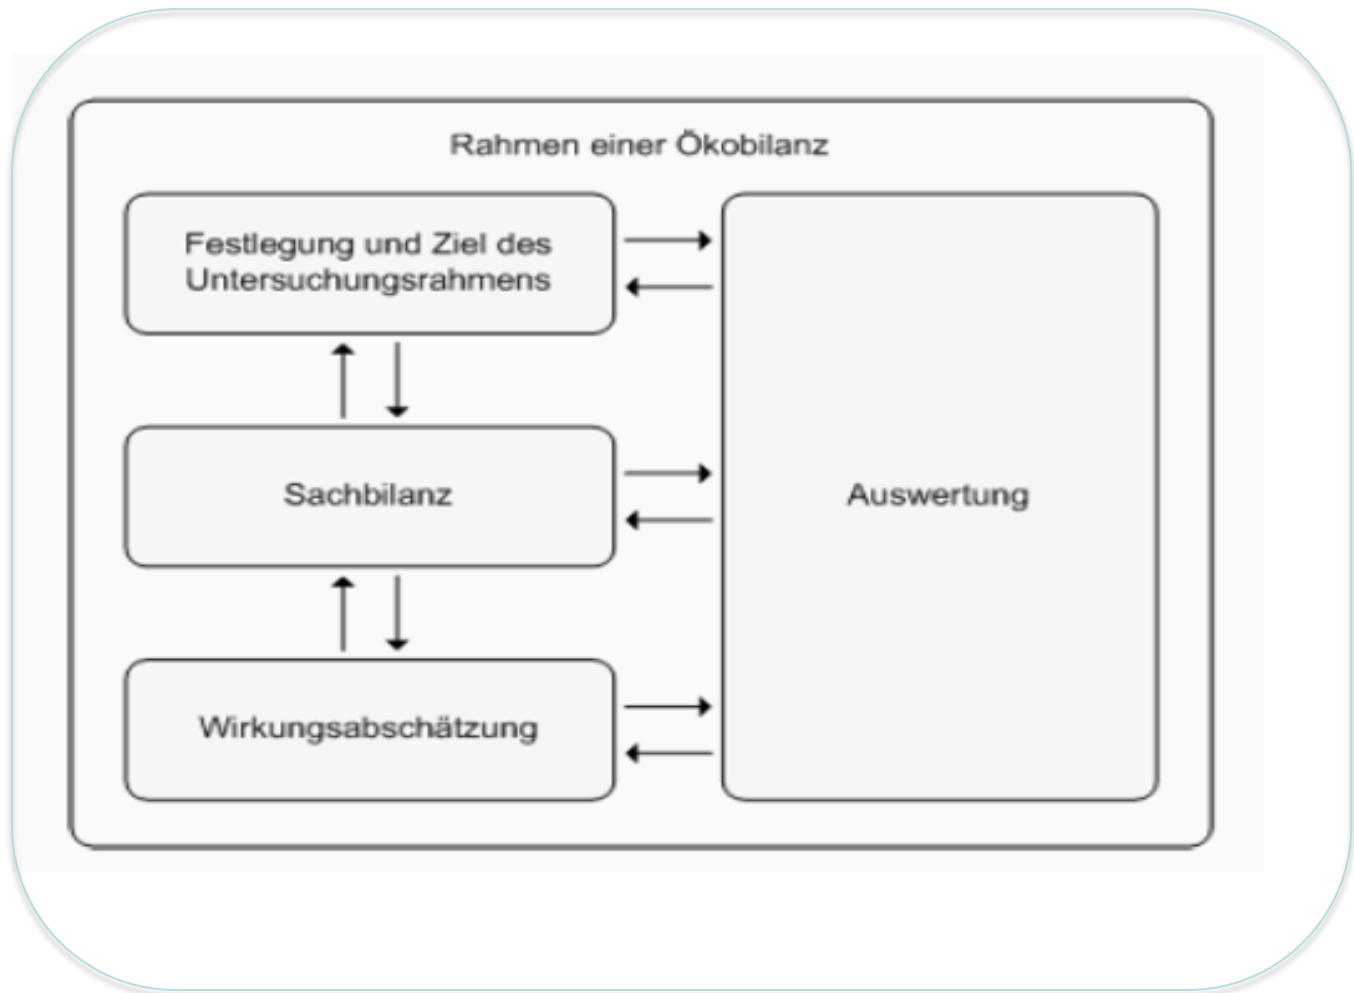 Rahmen einer Ökobilanz
Festlegung und Ziel des
Untersuchungsrahmens
Sachbilanz
Auswertung
Wirkungsabschätzung